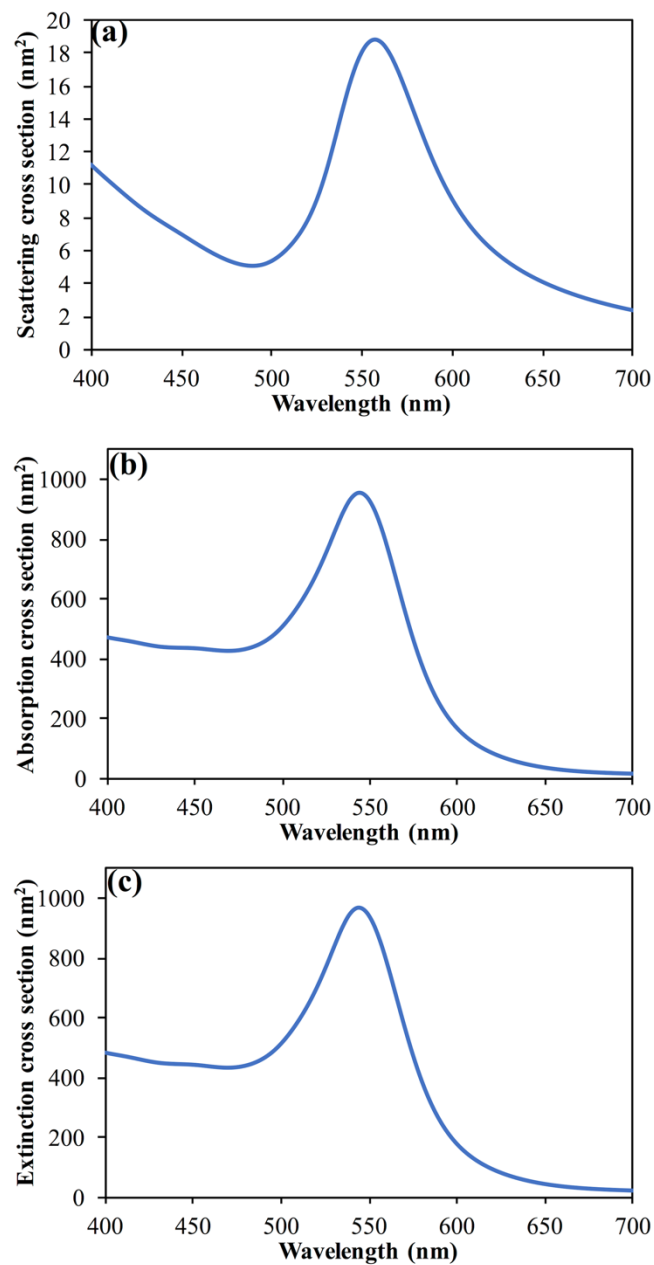 (a)
Scattering cross section (nm²)
20
18
16
14
12
10
8
6
4
2
0
400 450 500 550 600 650 700
Wavelength (nm)
(b)
Absorption cross section (nm²)
1000
800
600
400
200
0
400 450 500 550 600 650 700
Wavelength (nm)
(c)
Extinction cross section (nm²)
1000
800
600
400
200
0
400 450 500 550 600 650 700
Wavelength (nm)